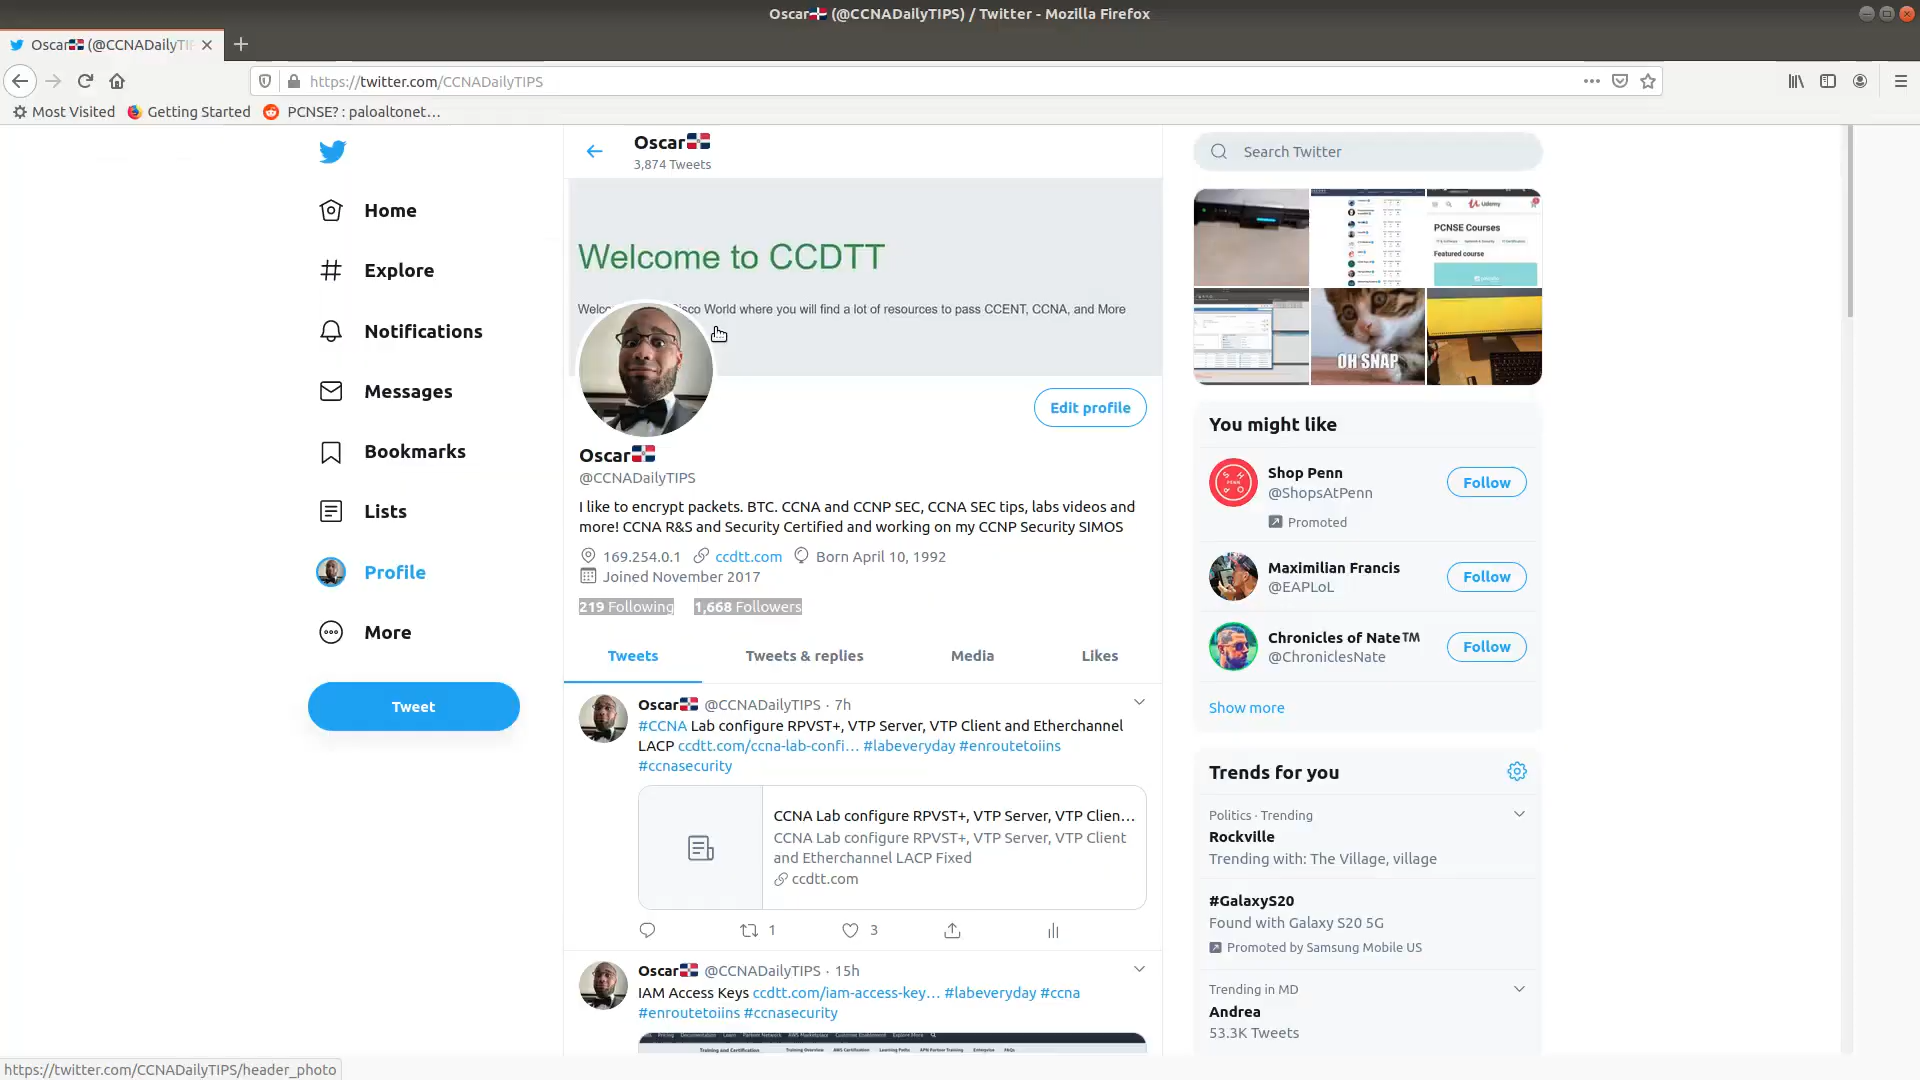 Oscar🇩🇴 (@CCNADailyTIPS) / Twitter - Mozilla Firefox
Oscar🇩🇴 (@CCNADailyTI
https://twitter.com/CCNADailyTIPS
Most Visited
Getting Started
PCNSE? : paloaltonet…
Home
Explore
Notifications
Messages
Bookmarks
Lists
Profile
More
Tweet
Oscar🇩🇴
3,874 Tweets
Welcome to CCDTT
World where you will find a lot of resources to pass CCENT, CCNA, and More
Edit profile
Oscar🇩🇴
@CCNADailyTIPS
I like to encrypt packets. BTC. CCNA and CCNP SEC, CCNA SEC tips, labs videos and
more! CCNA R&S and Security Certified and working on my CCNP Security SIMOS
169.254.0.1 ccdtt.com Born April 10, 1992
Joined November 2017
219 Following 1,668 Followers
Tweets
Tweets & replies
Media
Likes
Oscar🇩🇴 @CCNADailyTIPS · 7h
#CCNA Lab configure RPVST+, VTP Server, VTP Client and Etherchannel
LACP ccdtt.com/ccna-lab-confi… #labeveryday #enroutetoiins
#ccnasecurity
CCNA Lab configure RPVST+, VTP Server, VTP Clien…
CCNA Lab configure RPVST+, VTP Server, VTP Client
and Etherchannel LACP Fixed
ccdtt.com
1
3
Oscar🇩🇴 @CCNADailyTIPS · 15h
IAM Access Keys ccdtt.com/iam-access-key… #labeveryday #ccna
#enroutetoiins #ccnasecurity
Search Twitter
Udemy
PCNSE Courses
Featured course
OH SNAP
You might like
Shop Penn
@ShopsAtPenn
Promoted
Follow
Maximilian Francis
@EAPLoL
Follow
Chronicles of Nate™
@ChroniclesNate
Follow
Show more
Trends for you
Politics · Trending
Rockville
Trending with: The Village, village
#GalaxyS20
Found with Galaxy S20 5G
Promoted by Samsung Mobile US
Trending in MD
Andrea
53.3K Tweets
https://twitter.com/CCNADailyTIPS/header_photo